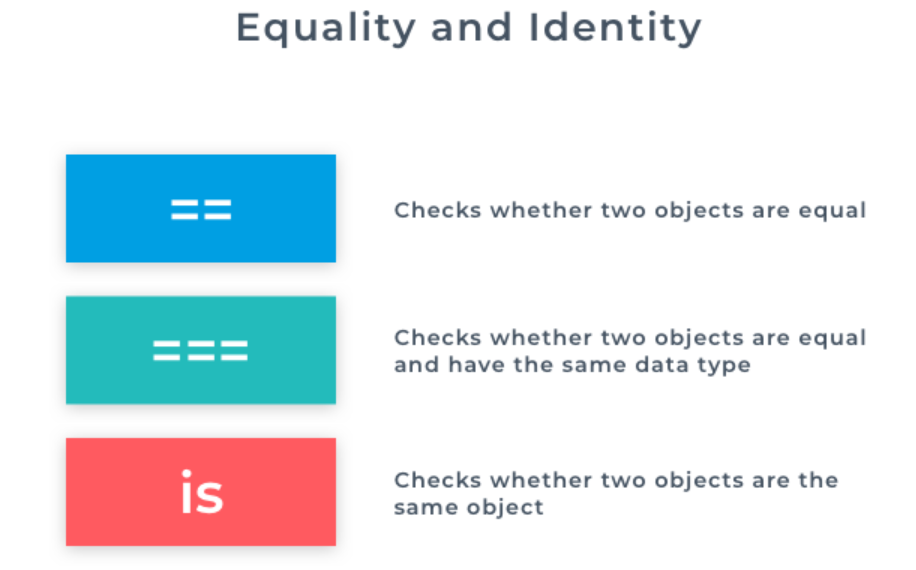 Equality and Identity
==
Checks whether two objects are equal
===
Checks whether two objects are equal
and have the same data type
is
Checks whether two objects are the
same object